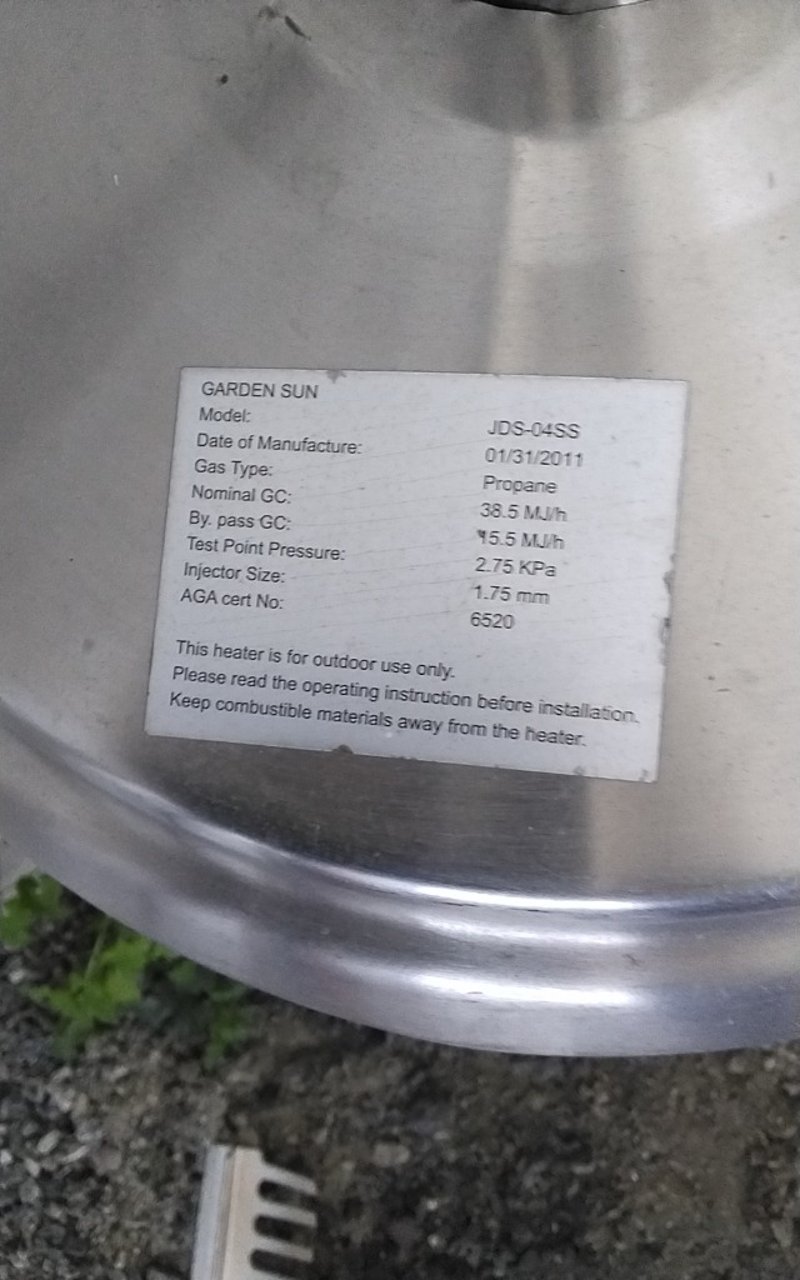 GARDEN SUN
Model: JDS-04SS
Date of Manufacture: 01/31/2011
Gas Type: Propane
Nominal GC: 38.5 MJ/h
By. pass GC: 15.5 MJ/h
Test Point Pressure: 2.75 KPa
Injector Size: 1.75 mm
AGA cert No: 6520
This heater is for outdoor use only.
Please read the operating instruction before installation.
Keep combustible materials away from the heater.